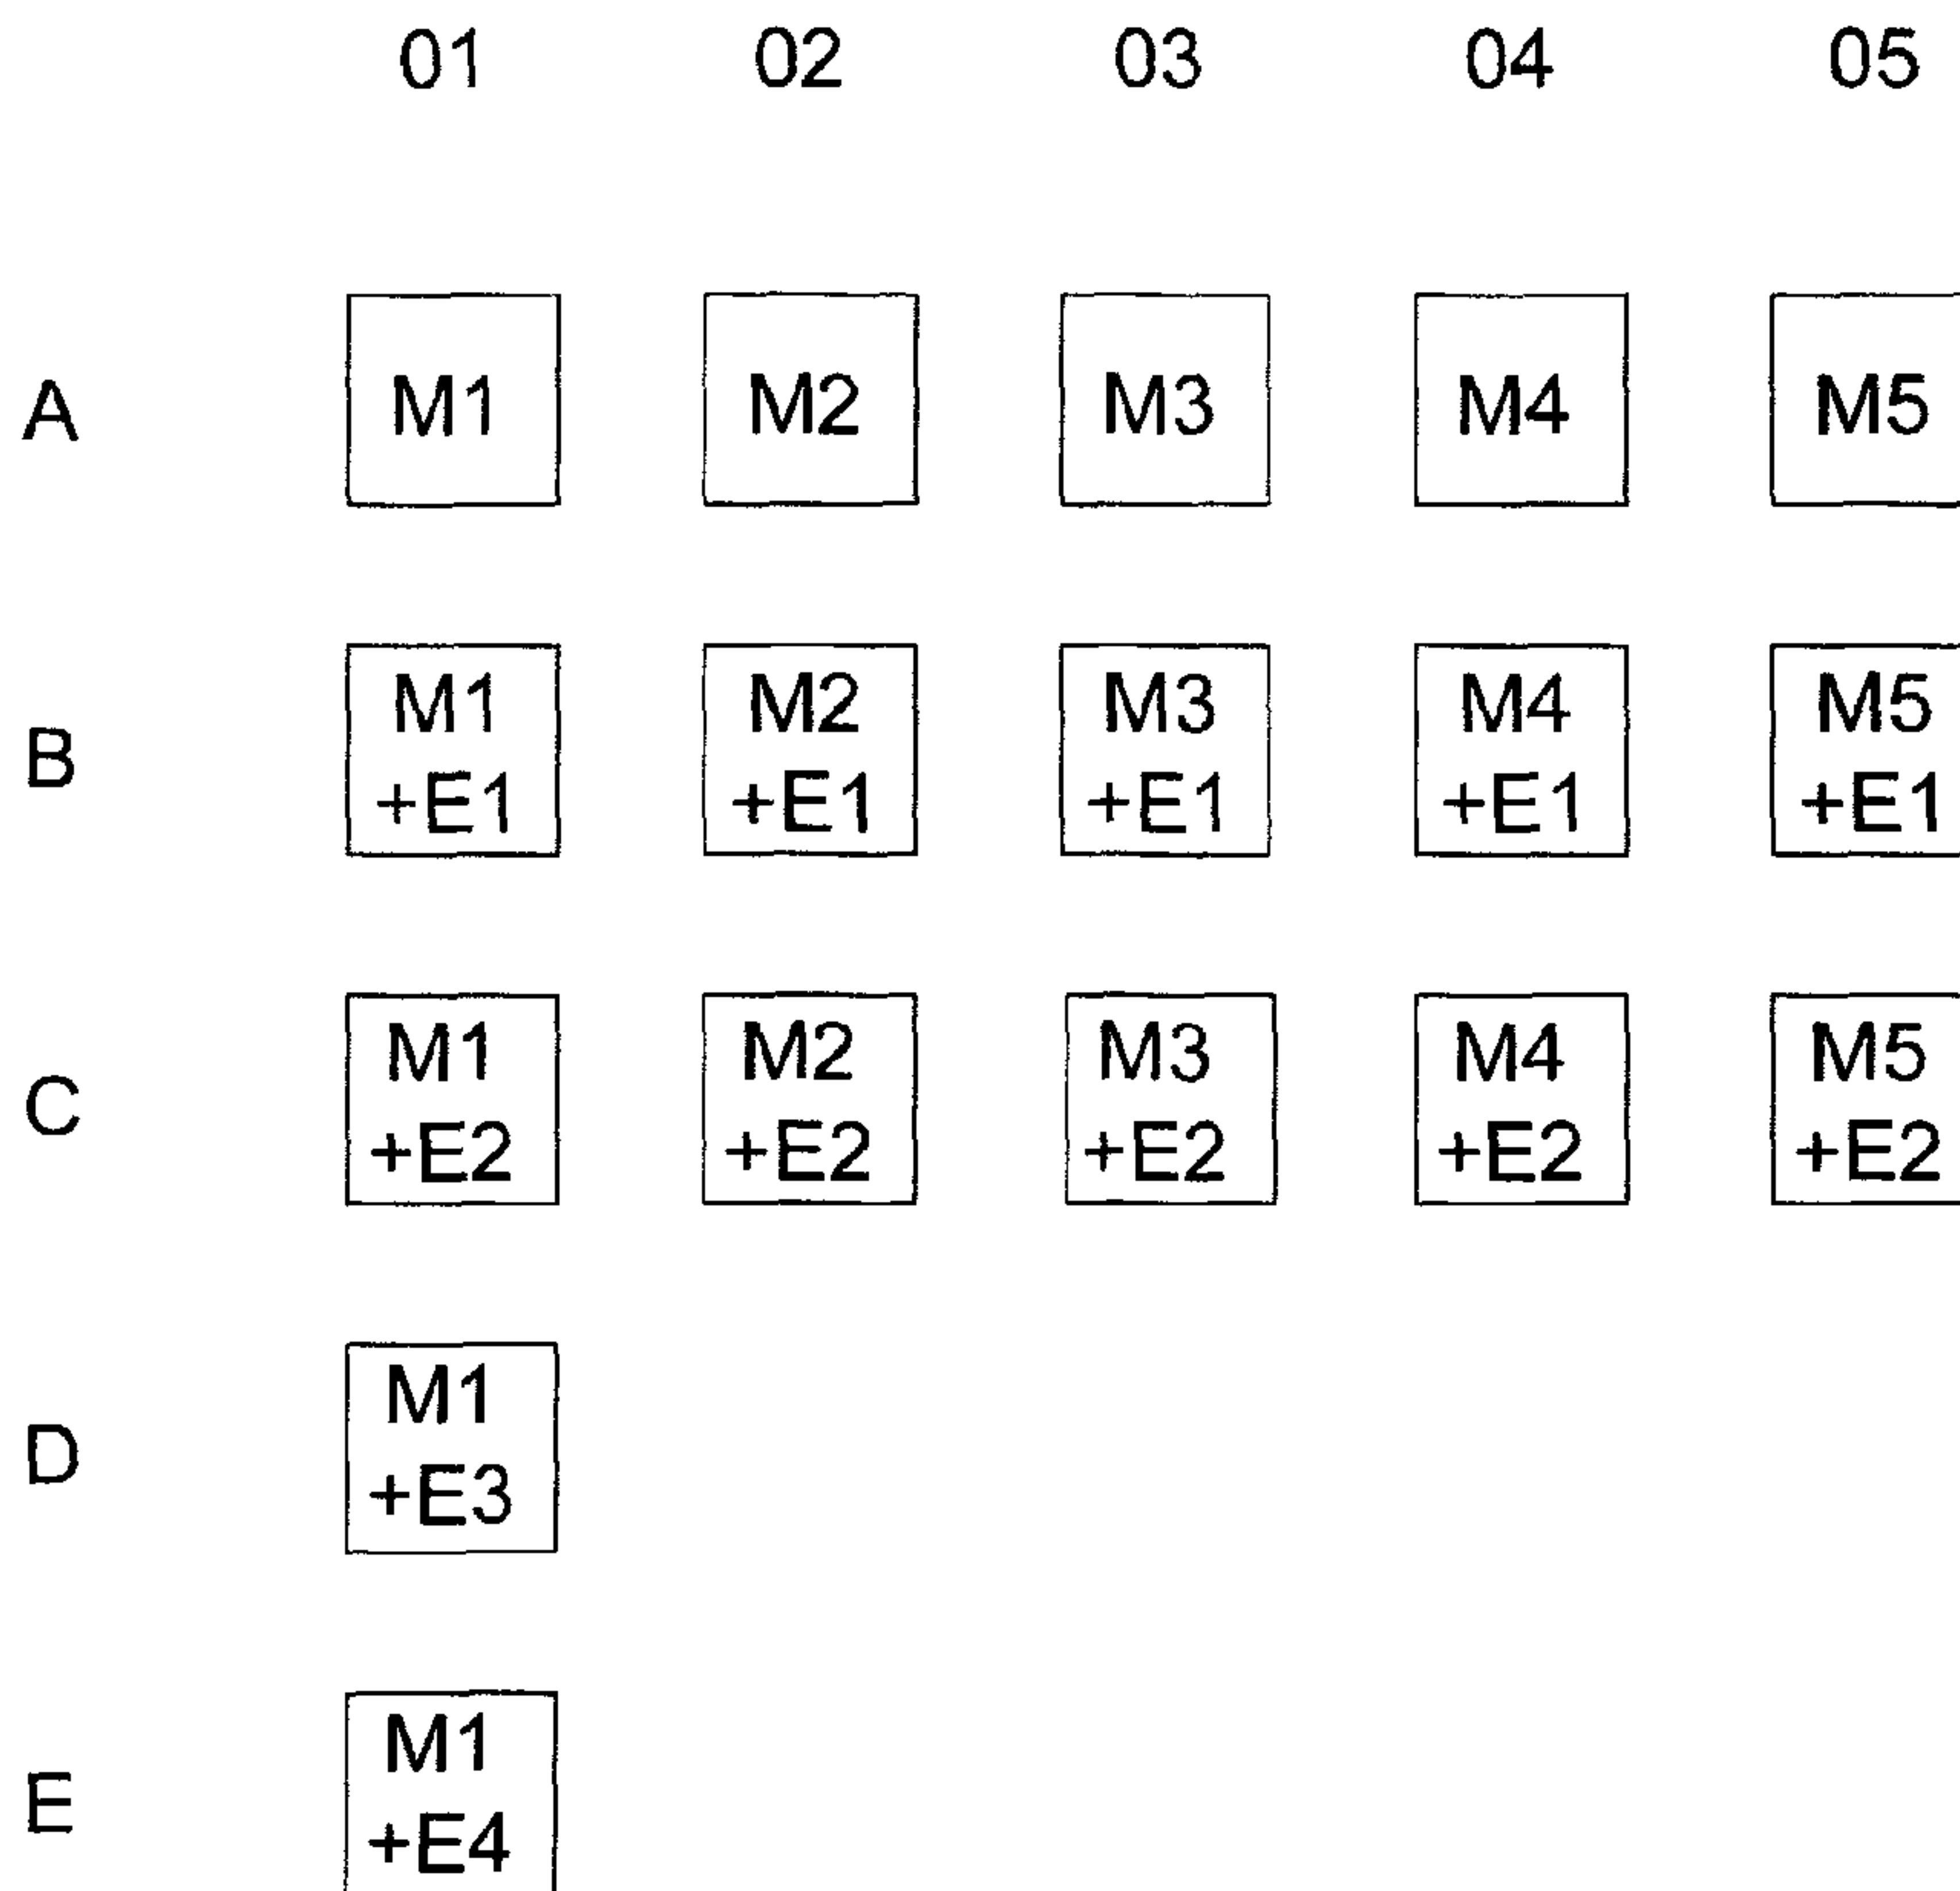 01 02 03 04 05
A M1 M2 M3 M4 M5
M1 M2 M3 M4 M5
B
+E1 +E1 +E1 +E1 +E1
M1 M2 M3 M4 M5
C
+E2 +E2 +E2 +E2 +E2
M1
D
+E3
M1
E
+E4